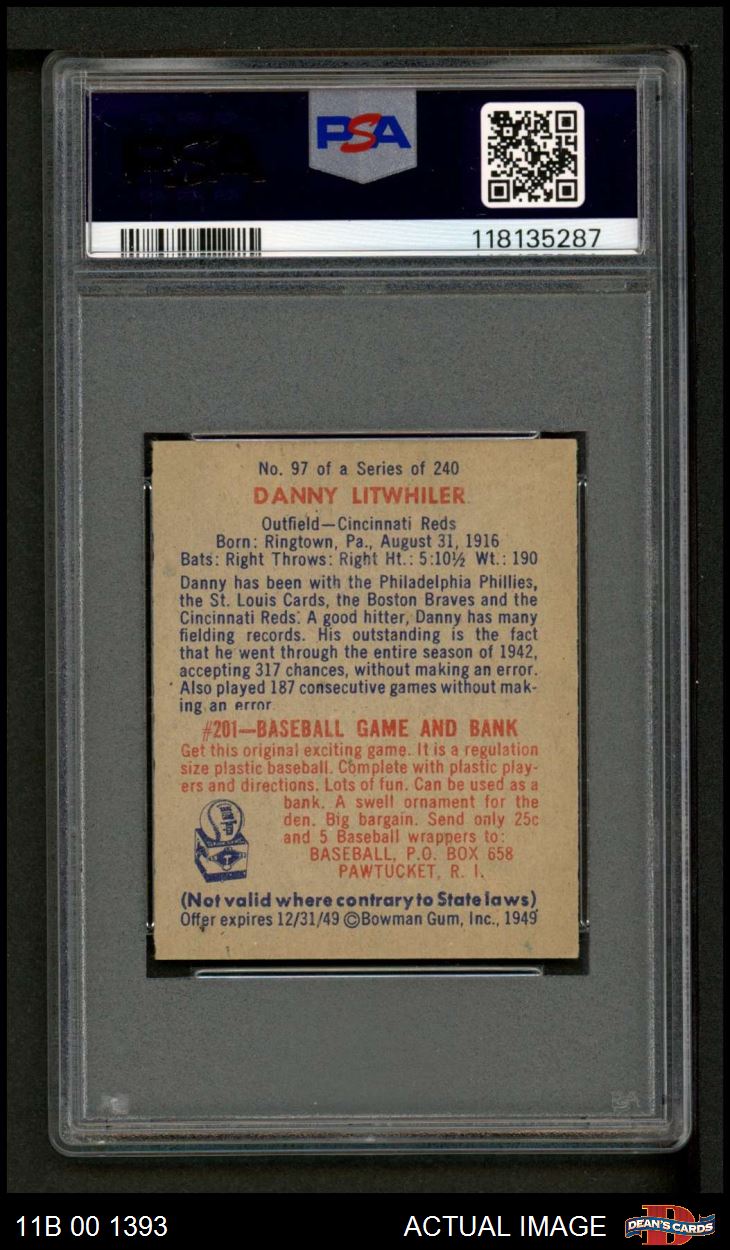 PSA
118135287
No. 97 of a Series of 240
DANNY LITWHILER
Outfield—Cincinnati Reds
Born: Ringtown, Pa., August 31, 1916
Bats: Right Throws: Right Ht.: 5:10½ Wt.: 190
Danny has been with the Philadelphia Phillies,
the St. Louis Cards, the Boston Braves and the
Cincinnati Reds. A good hitter, Danny has many
fielding records. His outstanding is the fact
that he went through the entire season of 1942,
accepting 317 chances, without making an error.
Also played 187 consecutive games without mak-
ing an error.
#201—BASEBALL GAME AND BANK
Get this original exciting game. It is a regulation
size plastic baseball. Complete with plastic play-
ers and directions. Lots of fun. Can be used as a
bank. A swell ornament for the
den. Big bargain. Send only 25c
and 5 Baseball wrappers to:
BASEBALL, P.O. BOX 658
PAWTUCKET, R. I.
(Not valid where contrary to State laws)
Offer expires 12/31/49 ©Bowman Gum, Inc., 1949
11B 00 1393
ACTUAL IMAGE
DEAN'S CARDS